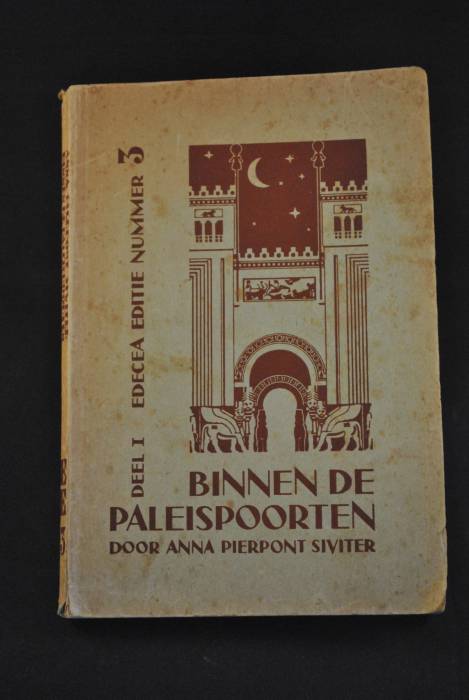 DEEL I EDECEA EDITIE NUMMER 3
BINNEN DE
PALEISPOORTEN
DOOR ANNA PIERPONT SIVITER